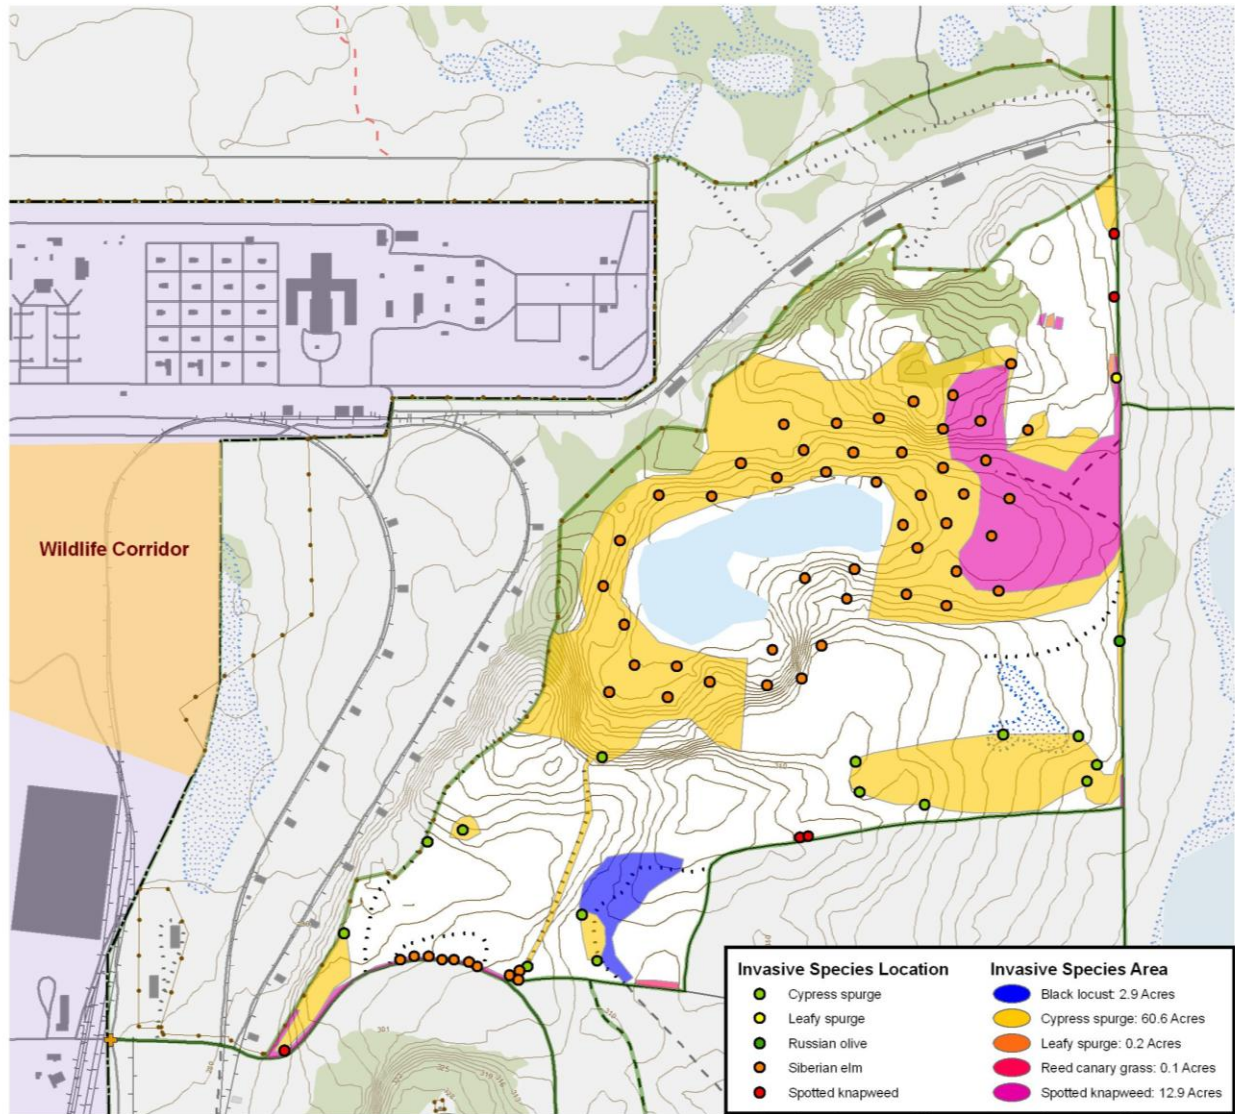 Wildlife Corridor
Invasive Species Location
Cypress spurge
Leafy spurge
Russian olive
Siberian elm
Spotted knapweed
Invasive Species Area
Black locust: 2.9 Acres
Cypress spurge: 60.6 Acres
Leafy spurge: 0.2 Acres
Reed canary grass: 0.1 Acres
Spotted knapweed: 12.9 Acres
301
325